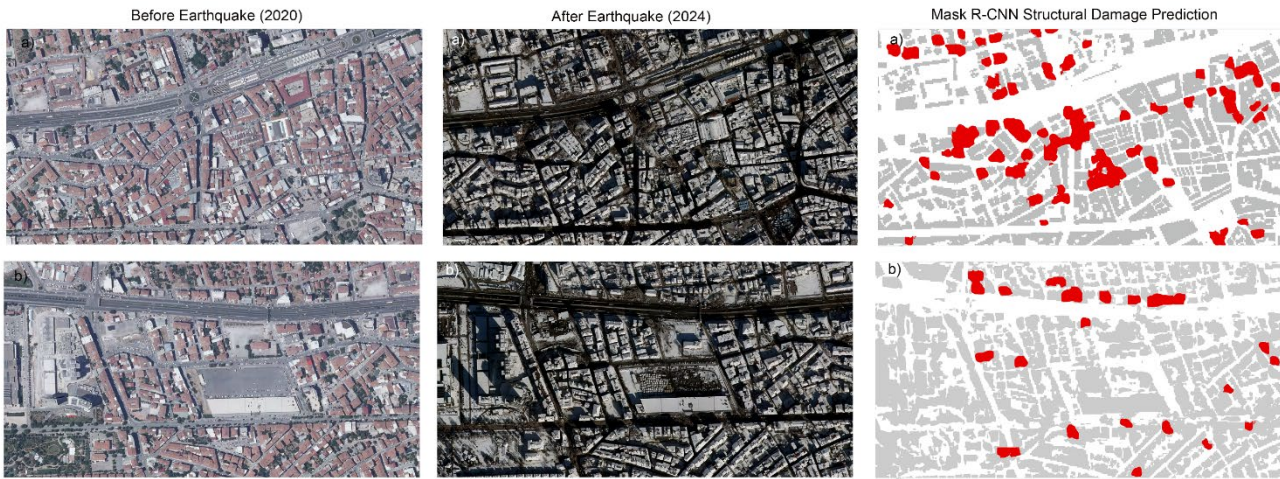 Before Earthquake (2020)
After Earthquake (2024)
Mask R-CNN Structural Damage Prediction
a)
a)
a)
b)
b)
b)